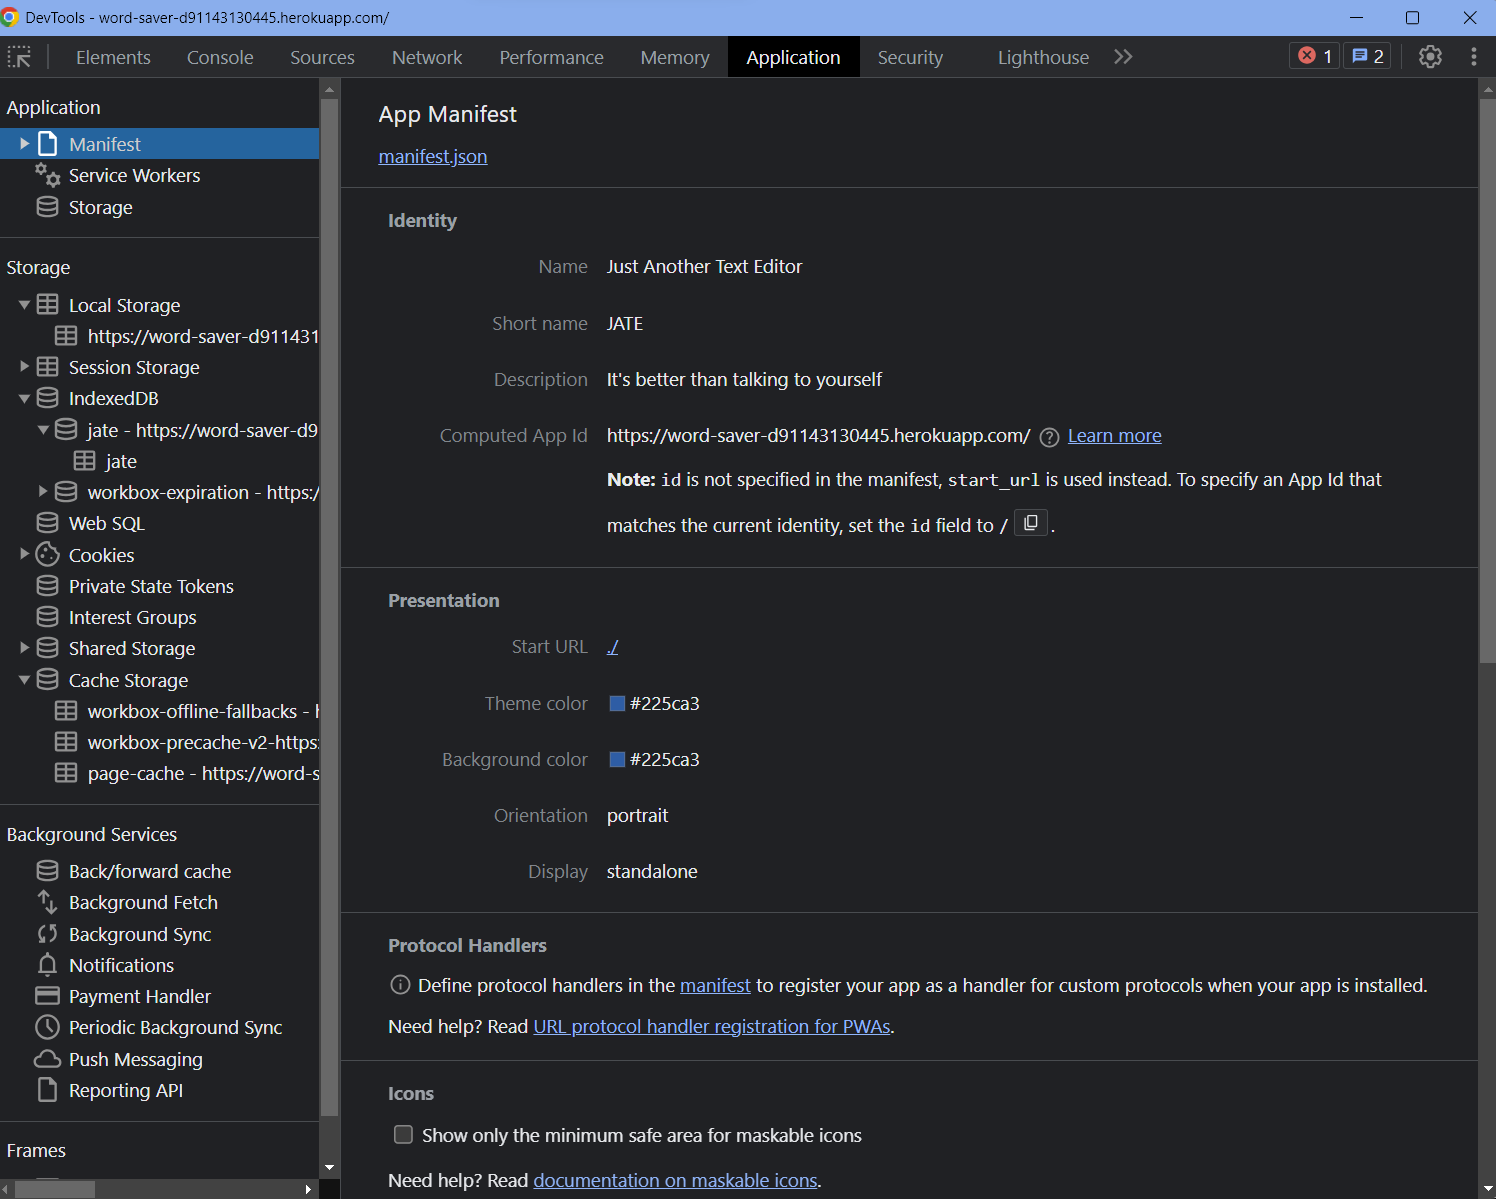 DevTools - word-saver-d91143130445.herokuapp.com/
Elements Console Sources Network Performance Memory Application Security Lighthouse 1 2
Application
Manifest
Service Workers
Storage
Storage
Local Storage
https://word-saver-d911431
Session Storage
IndexedDB
jate - https://word-saver-d9
jate
workbox-expiration - https:/
Web SQL
Cookies
Private State Tokens
Interest Groups
Shared Storage
Cache Storage
workbox-offline-fallbacks - h
workbox-precache-v2-https:
page-cache - https://word-s
Background Services
Back/forward cache
Background Fetch
Background Sync
Notifications
Payment Handler
Periodic Background Sync
Push Messaging
Reporting API
Frames
App Manifest
manifest.json
Identity
Name Just Another Text Editor
Short name JATE
Description It's better than talking to yourself
Computed App Id https://word-saver-d91143130445.herokuapp.com/ ? Learn more
Note: id is not specified in the manifest, start_url is used instead. To specify an App Id that
matches the current identity, set the id field to / .
Presentation
Start URL ./
Theme color #225ca3
Background color #225ca3
Orientation portrait
Display standalone
Protocol Handlers
Define protocol handlers in the manifest to register your app as a handler for custom protocols when your app is installed.
Need help? Read URL protocol handler registration for PWAs.
Icons
Show only the minimum safe area for maskable icons
Need help? Read documentation on maskable icons.